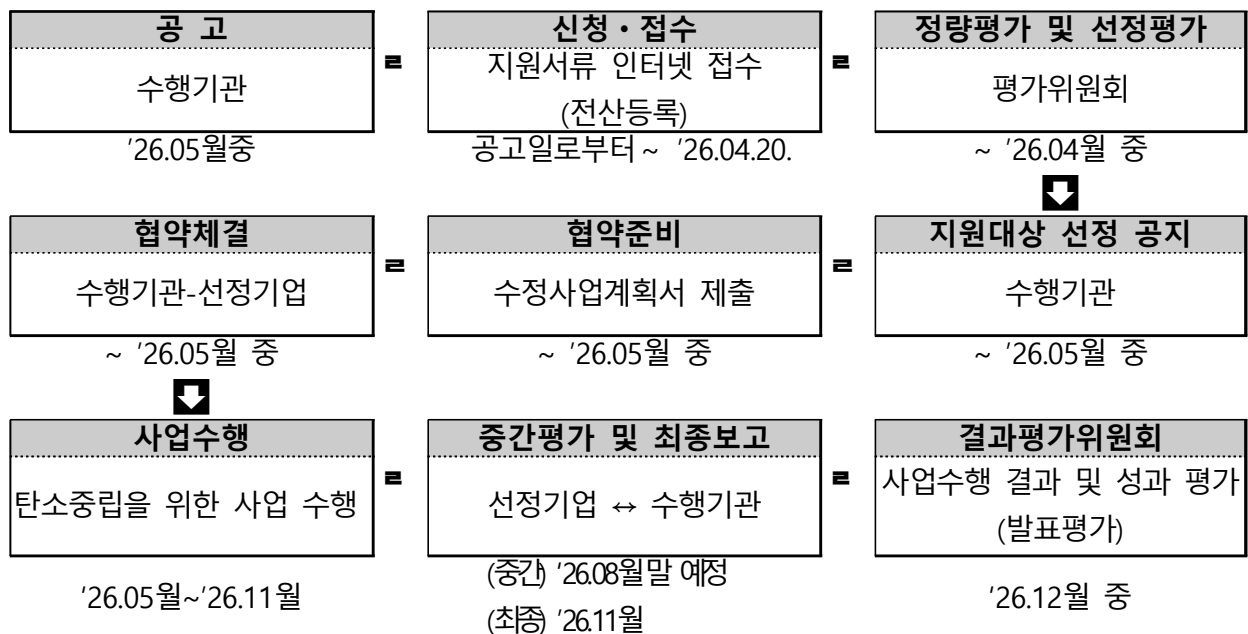 공 고
수행기관
'26.05월중
ㄹ
신청・접수
지원서류 인터넷 접수
(전산등록)
공고일로부터 ~ '26.04.20.
ㄹ
정량평가 및 선정평가
평가위원회
~ '26.04월 중
지원대상 선정 공지
수행기관
~ '26.05월 중
ㄹ
협약준비
수정사업계획서 제출
~ '26.05월 중
ㄹ
협약체결
수행기관-선정기업
~ '26.05월 중
사업수행
탄소중립을 위한 사업 수행
'26.05월~'26.11월
ㄹ
중간평가 및 최종보고
선정기업 ↔ 수행기관
(중간) '26.08월말 예정
(최종) '26.11월
ㄹ
결과평가위원회
사업수행 결과 및 성과 평가
(발표평가)
'26.12월 중